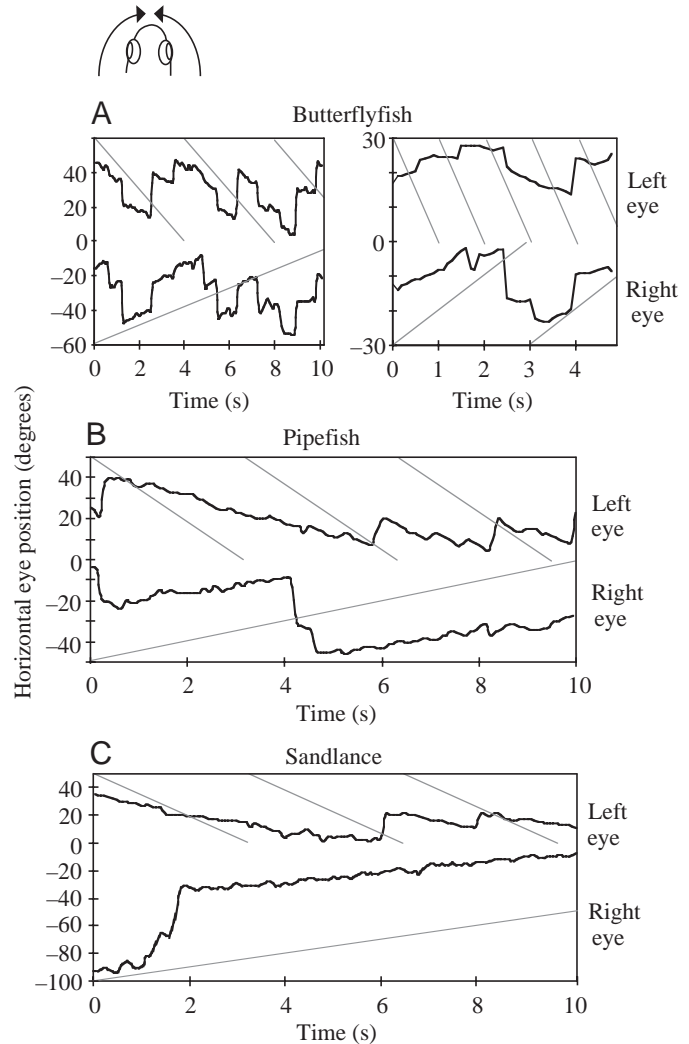 A
Butterflyfish
40
20
0
–20
–40
–60
0 2 4 6 8 10
Time (s)
30
0
–30
0 1 2 3 4
Time (s)
Left
eye
Right
eye
Horizontal eye position (degrees)
B
Pipefish
40
20
0
–20
–40
0 2 4 6 8 10
Time (s)
Left
eye
Right
eye
C
Sandlance
40
20
0
–20
–40
–60
–80
–100
0 2 4 6 8 10
Time (s)
Left
eye
Right
eye